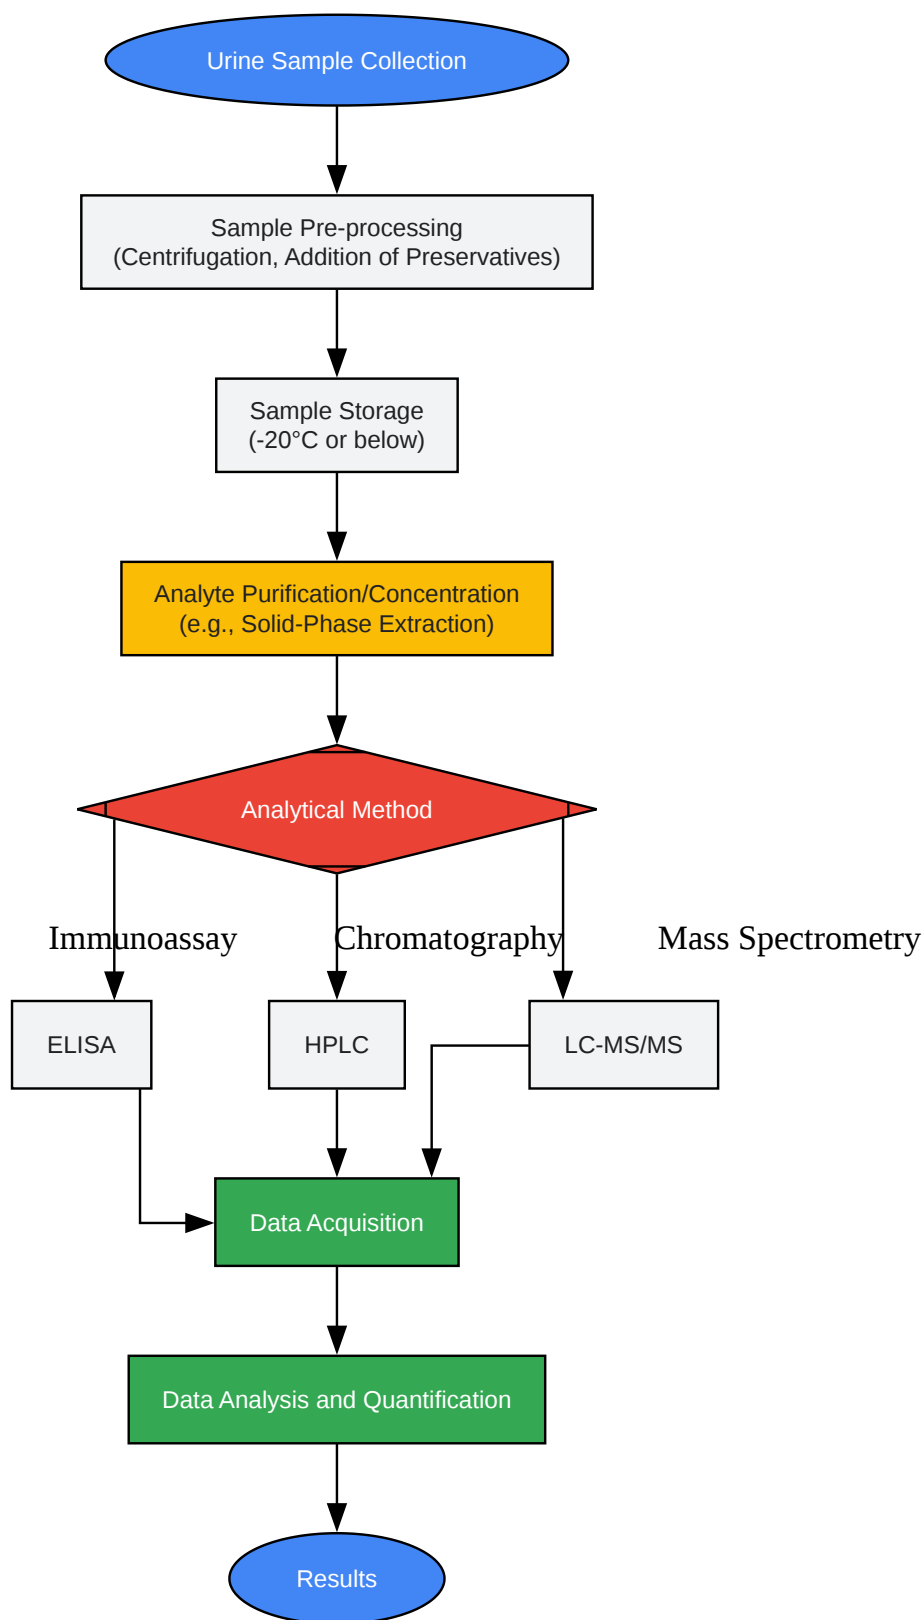 Urine Sample Collection
Sample Pre-processing
(Centrifugation, Addition of Preservatives)
Sample Storage
(-20°C or below)
Analyte Purification/Concentration
(e.g., Solid-Phase Extraction)
Analytical Method
Immunoassay
Chromatography
Mass Spectrometry
ELISA
HPLC
LC-MS/MS
Data Acquisition
Data Analysis and Quantification
Results